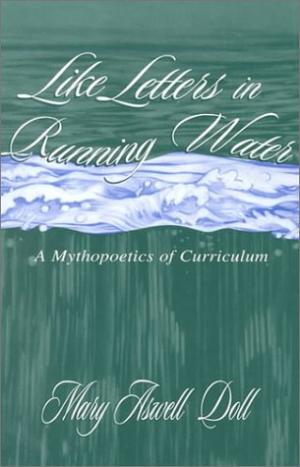 Like Letters in
Running Water
A Mythopoetics of Curriculum
Mary Aswell Doll